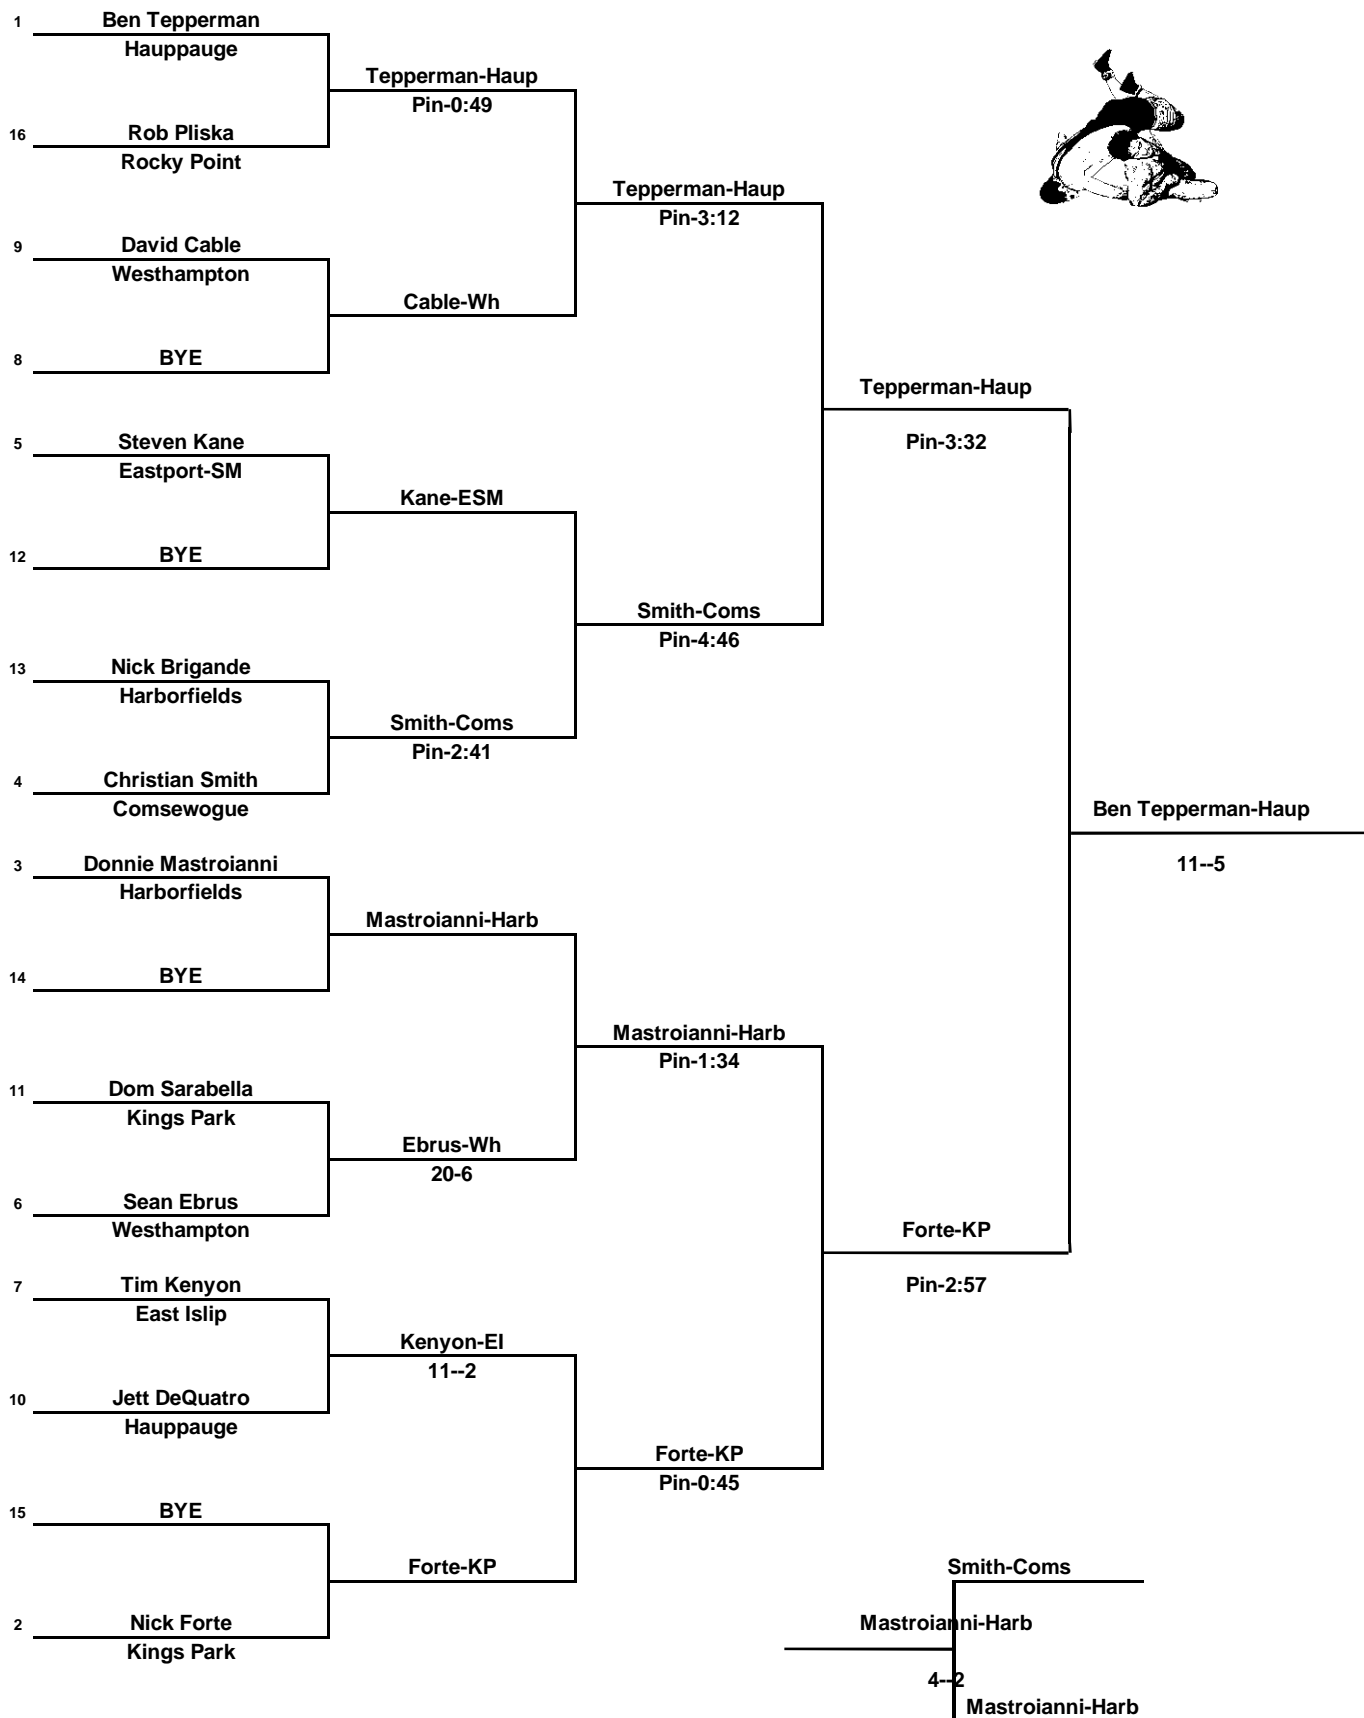 1 Ben Tepperman
Hauppauge
Tepperman-Haup
Pin-0:49
16 Rob Pliska
Rocky Point
Tepperman-Haup
Pin-3:12
9 David Cable
Westhampton
Cable-Wh
8 BYE
Tepperman-Haup
Pin-3:32
5 Steven Kane
Eastport-SM
Kane-ESM
12 BYE
Smith-Coms
Pin-4:46
13 Nick Brigande
Harborfields
Smith-Coms
Pin-2:41
4 Christian Smith
Comsewogue
Ben Tepperman-Haup
11--5
3 Donnie Mastroianni
Harborfields
Mastroianni-Harb
14 BYE
Mastroianni-Harb
Pin-1:34
11 Dom Sarabella
Kings Park
Ebrus-Wh
20-6
6 Sean Ebrus
Westhampton
Forte-KP
Pin-2:57
7 Tim Kenyon
East Islip
Kenyon-EI
11--2
10 Jett DeQuatro
Hauppauge
Forte-KP
Pin-0:45
15 BYE
Forte-KP
2 Nick Forte
Kings Park
Smith-Coms
Mastroianni-Harb
4--2
Mastroianni-Harb